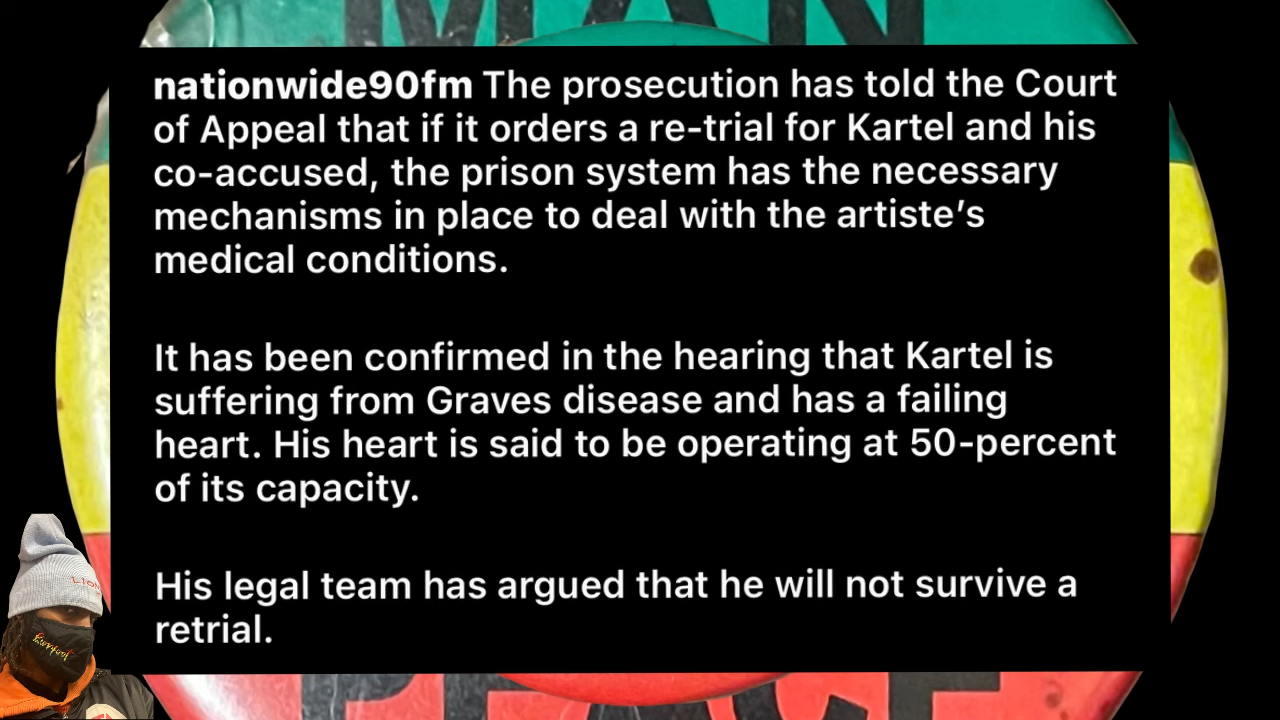 MAN
nationwide90fm The prosecution has told the Court
of Appeal that if it orders a re-trial for Kartel and his
co-accused, the prison system has the necessary
mechanisms in place to deal with the artiste’s
medical conditions.
It has been confirmed in the hearing that Kartel is
suffering from Graves disease and has a failing
heart. His heart is said to be operating at 50-percent
of its capacity.
His legal team has argued that he will not survive a
retrial.
PEACE